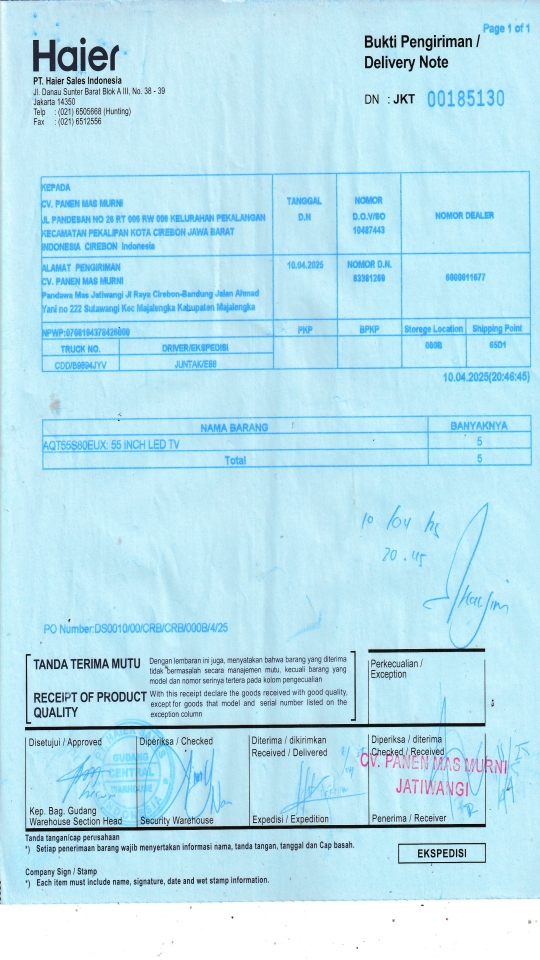 Page 1 of 1
Haier
Bukti Pengiriman /
Delivery Note
PT. Haier Sales Indonesia
Jl. Danau Sunter Barat Blok A III, No. 38 - 39
Jakarta 14350
Telp : (021) 6505668 (Hunting)
Fax : (021) 6512556
DN : JKT 00185130
KEPADA
CV. PANEN MAS MURNI
JL PANDESAN NO 26 RT 006 RW 006 KELURAHAN PEKALANGAN
KECAMATAN PEKALIPAN KOTA CIREBON JAWA BARAT
INDONESIA CIREBON Indonesia
TANGGAL
D.N
NOMOR
D.O.V/SO
10487443
NOMOR DEALER
ALAMAT PENGIRIMAN
CV. PANEN MAS MURNI
Pandawa Mas Jatiwangi Jl Raya Cirebon-Bandung Jalan Ahmad
Yani no 222 Sutawangi Kec Majalengka Kabupaten Majalengka
10.04.2025
NOMOR D.N.
83381269
6000011677
PKP
BPKP
Storege Location
Shipping Point
TRUCK NO.
DRIVER/EKSPEDISI
000B
65D1
CDD/B9894JYV
JUNTAK/E56
10.04.2025(20:46:45)
NAMA BARANG
BANYAKNYA
AQT55S80EUX: 55 INCH LED TV
5
Total
5
10/04
20.45
PO Number:DS0010/00/CRB/CRB/000B/4/25
TANDA TERIMA MUTU
Dengan lembaran ini juga, menyatakan bahwa barang yang diterima
tidak bermasalah secara manajemen mutu, kecuali barang yang
model dan nomor serinya tertera pada kolom pengecualian
RECEIPT OF PRODUCT
QUALITY
With this receipt declare the goods received with good quality,
except for goods that model and serial number listed on the
exception column
Perkecualian /
Exception
Disetujui / Approved
Diperiksa / Checked
Diterima / dikirimkan
Received / Delivered
Diperiksa / diterima
Checked / Received
GUDANG
CENTRAL
CV. PANEN MAS MURNI
JATIWANGI
Kep. Bag. Gudang
Warehouse Section Head
Security Warehouse
Expedisi / Expedition
Penerima / Receiver
Tanda tangan/cap perusahaan
*) Setiap penerimaan barang wajib menyertakan informasi nama, tanda tangan, tanggal dan Cap basah.
EKSPEDISI
Company Sign / Stamp
*) Each item must include name, signature, date and wet stamp information.